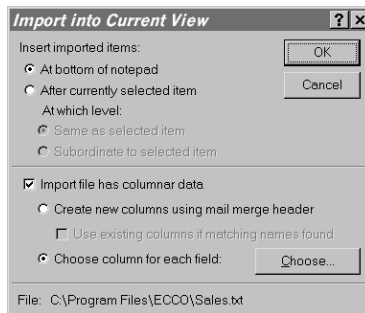 Import into Current View
? ×
Insert imported items:
OK
At bottom of notepad
After currently selected item
Cancel
At which level:
Same as selected item
Subordinate to selected item
Import file has columnar data
Create new columns using mail merge header
Use existing columns if matching names found
Choose column for each field:
Choose...
File: C:\Program Files\ECCO\Sales.txt